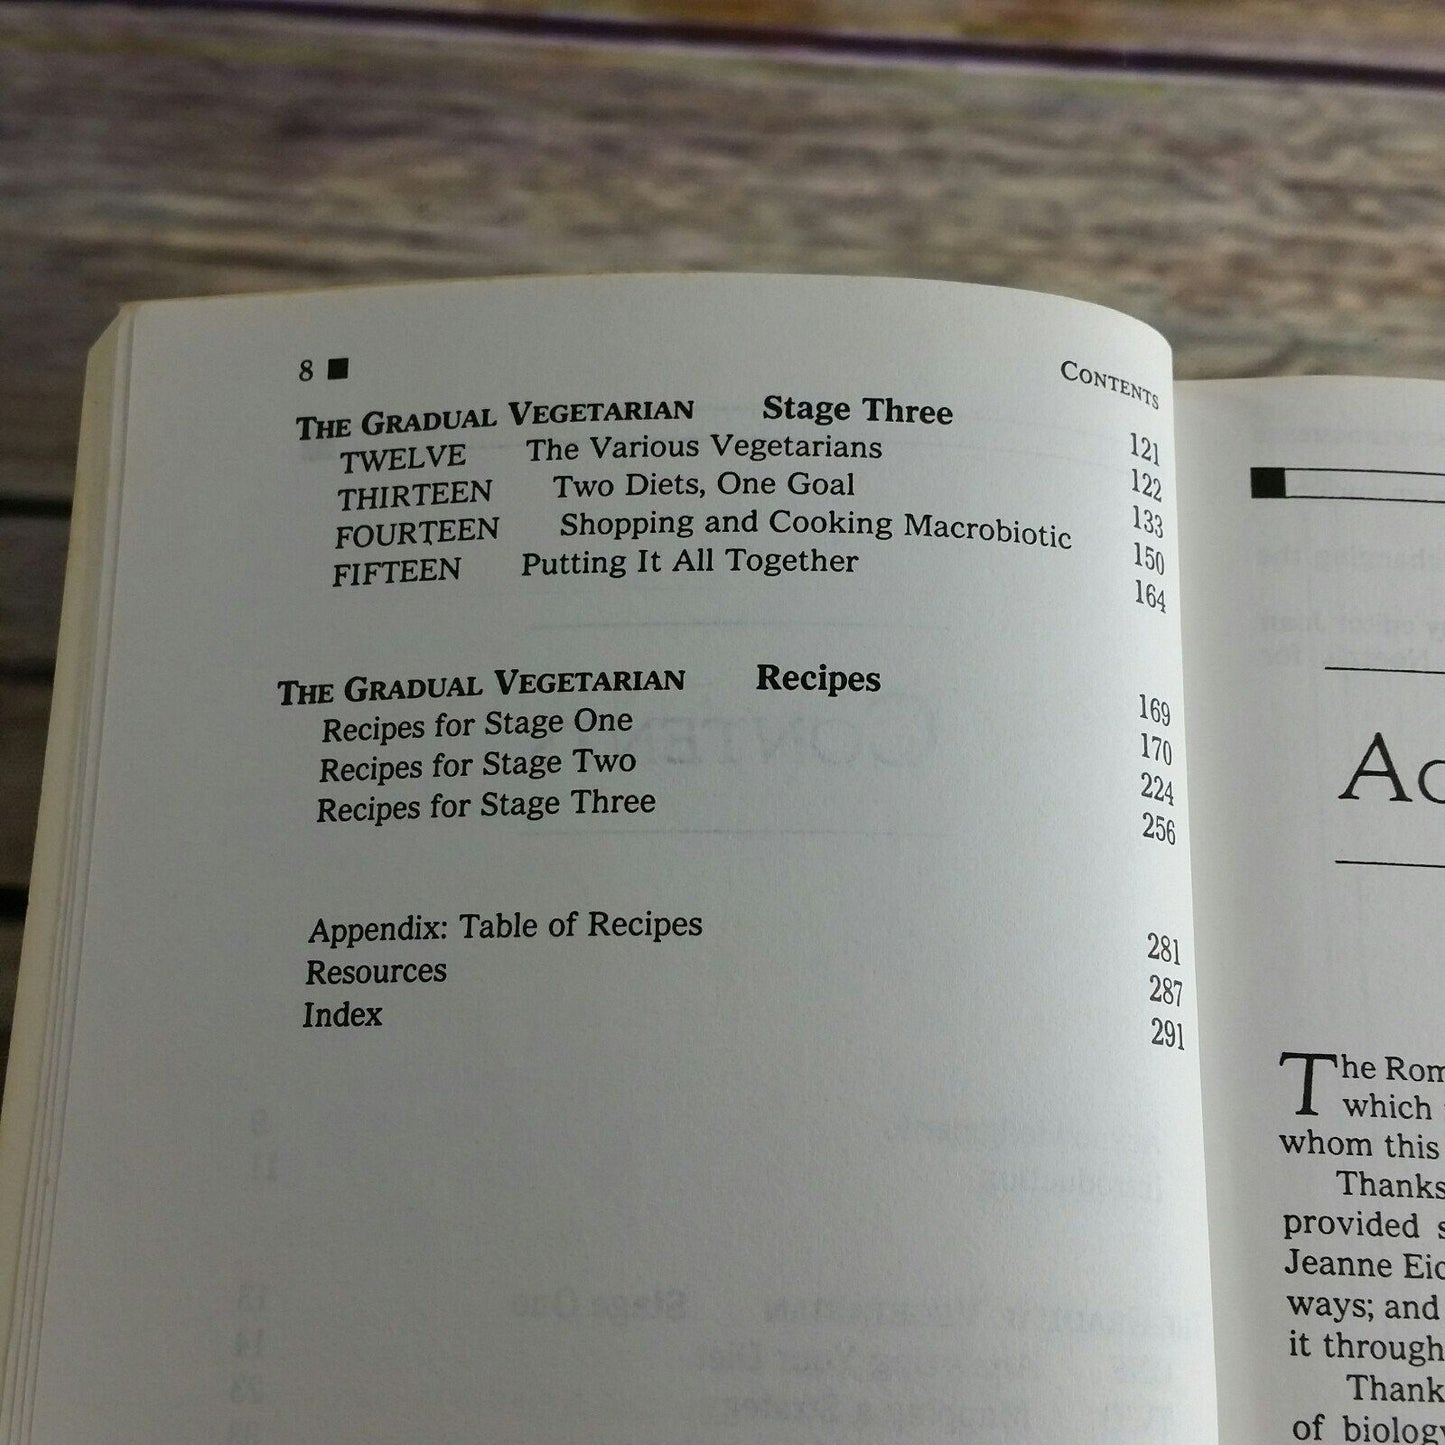 8 ■ CONTENTS
THE GRADUAL VEGETARIAN Stage Three 121
TWELVE The Various Vegetarians 122
THIRTEEN Two Diets, One Goal 133
FOURTEEN Shopping and Cooking Macrobiotic 150
FIFTEEN Putting It All Together 164
THE GRADUAL VEGETARIAN Recipes 169
Recipes for Stage One 170
Recipes for Stage Two 224
Recipes for Stage Three 256
Appendix: Table of Recipes 281
Resources 287
Index 291
The Rom
which
whom this
Thanks
provided s
Jeanne Eic
ways; and
it through
Thank
of biology